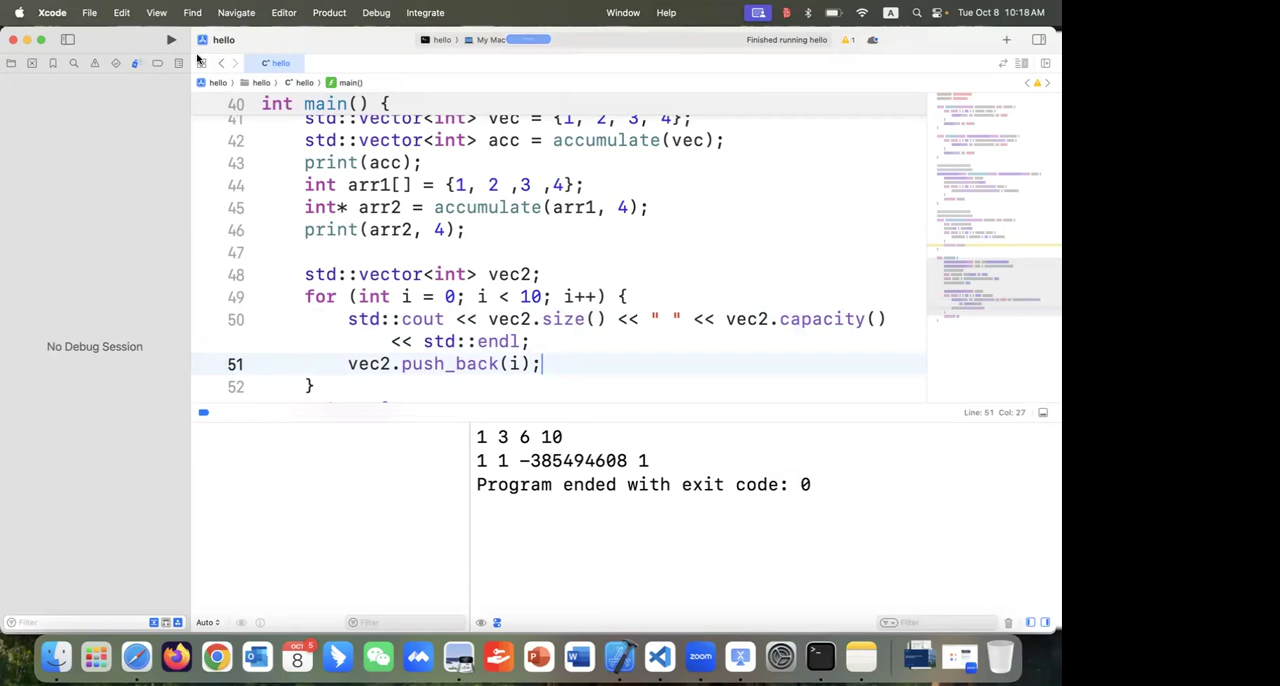 Xcode File Edit View Find Navigate Editor Product Debug Integrate Window Help A Tue Oct 8 10:18 AM
hello hello 〉 My Mac Finished running hello 1
C⁺ hello
hello 〉 hello 〉 C⁺ hello 〉 f main()
40 int main() {
41 std::vector<int> vec = {1, 2, 3, 4};
42 std::vector<int> acc = accumulate(vec);
43 print(acc);
44 int arr1[] = {1, 2 ,3 ,4};
45 int* arr2 = accumulate(arr1, 4);
46 print(arr2, 4);
47
48 std::vector<int> vec2;
49 for (int i = 0; i < 10; i++) {
50 std::cout << vec2.size() << " " << vec2.capacity()
<< std::endl;
51 vec2.push_back(i);
52 }
No Debug Session
Line: 51 Col: 27
1 3 6 10
1 1 -385494608 1
Program ended with exit code: 0
Filter Auto Filter Filter
OCT 5
8
zoom